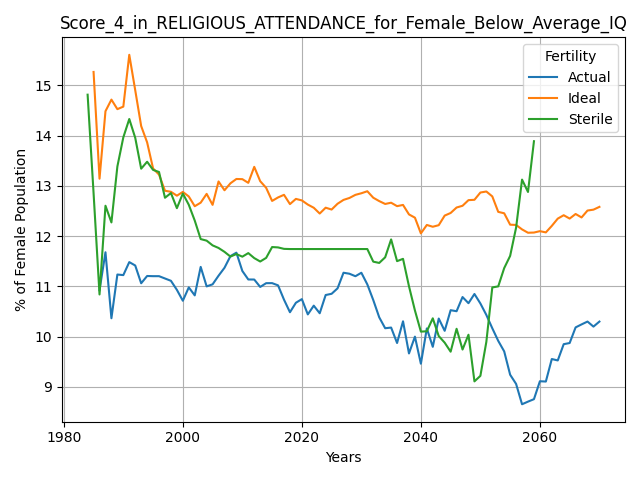 Score_4_in_RELIGIOUS_ATTENDANCE_for_Female_Below_Average_IQ
Fertility
Actual
Ideal
Sterile
% of Female Population
15
14
13
12
11
10
9
1980
2000
2020
2040
2060
Years